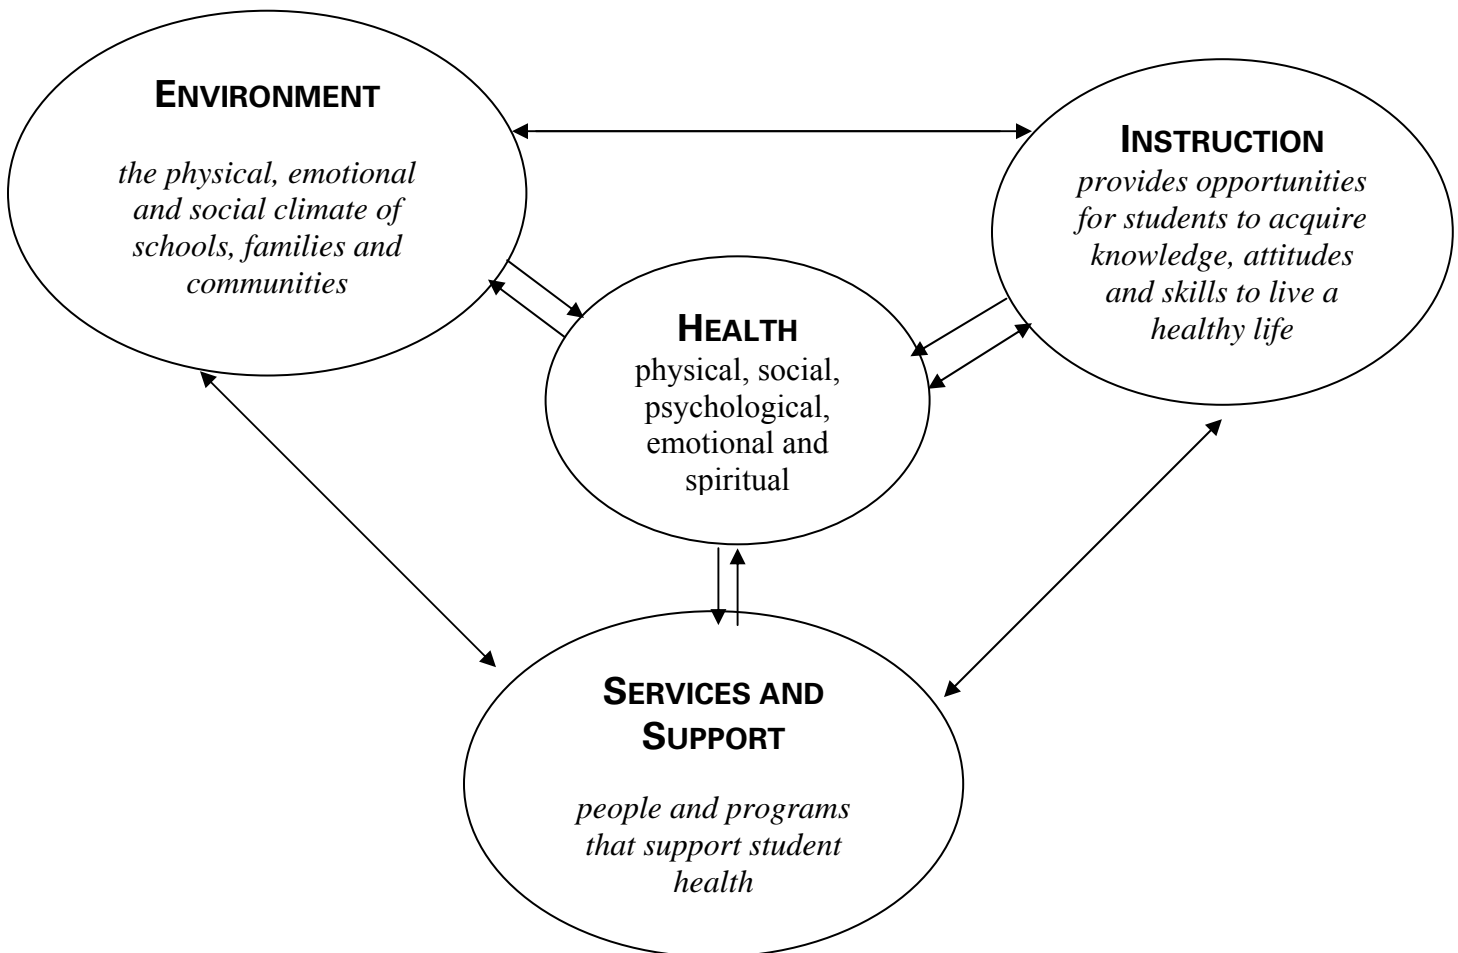 ENVIRONMENT
the physical, emotional
and social climate of
schools, families and
communities
INSTRUCTION
provides opportunities
for students to acquire
knowledge, attitudes
and skills to live a
healthy life
HEALTH
physical, social,
psychological,
emotional and
spiritual
SERVICES AND
SUPPORT
people and programs
that support student
health